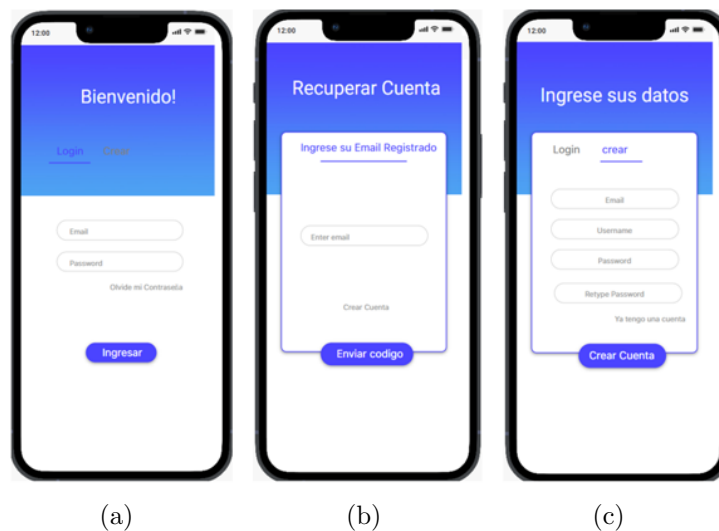 12:00
Bienvenido!
Login Crear
Email
Password
Olvide mi Contraseña
Ingresar
(a)
12:00
Recuperar Cuenta
Ingrese su Email Registrado
Enter email
Crear Cuenta
Enviar codigo
(b)
12:00
Ingrese sus datos
Login crear
Email
Username
Password
Retype Password
Ya tengo una cuenta
Crear Cuenta
(c)